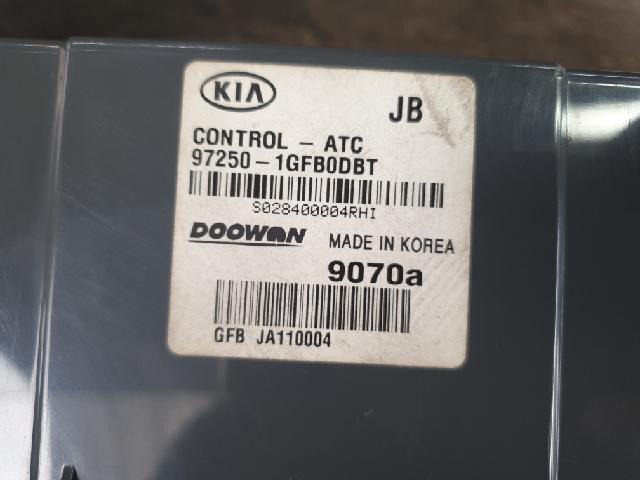 KIA
JB
CONTROL - ATC
97250-1GFB0DBT
S028400004RHI
DOOWON MADE IN KOREA
9070a
GFB JA110004